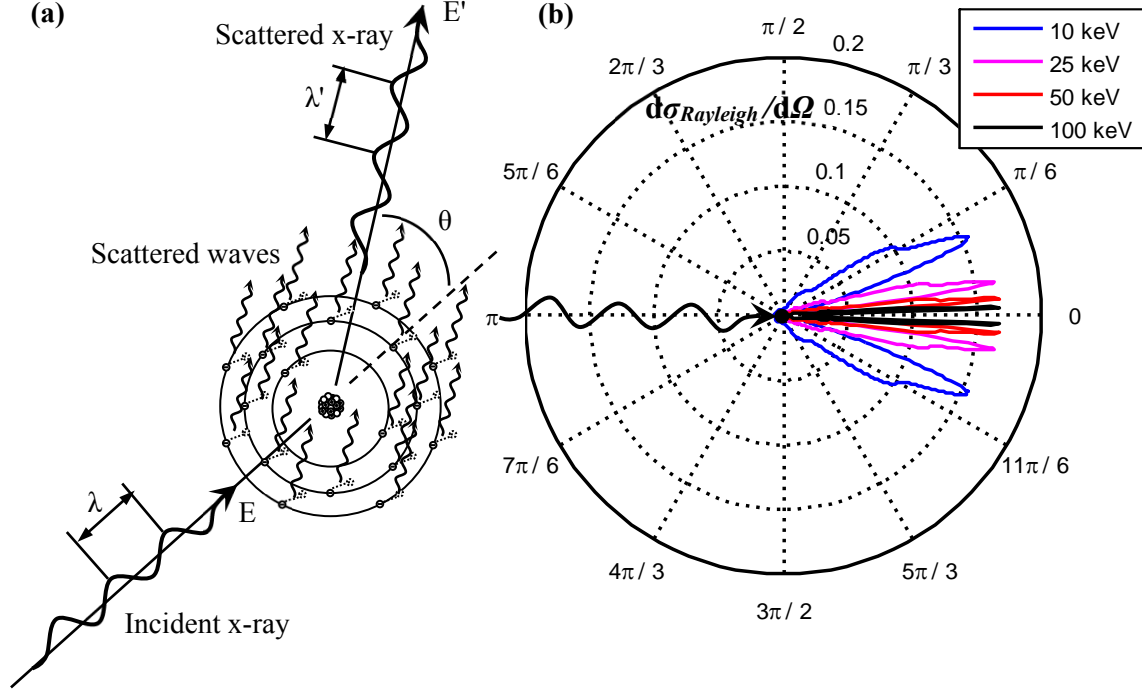 (a)
E'
Scattered x-ray
λ'
θ
Scattered waves
λ
E
Incident x-ray
(b)
π / 2
0.2
2π / 3
π / 3
dσRayleigh /dΩ
0.15
5π / 6
0.1
π / 6
0.05
π
0
7π / 6
11π / 6
4π / 3
5π / 3
3π / 2
10 keV
25 keV
50 keV
100 keV